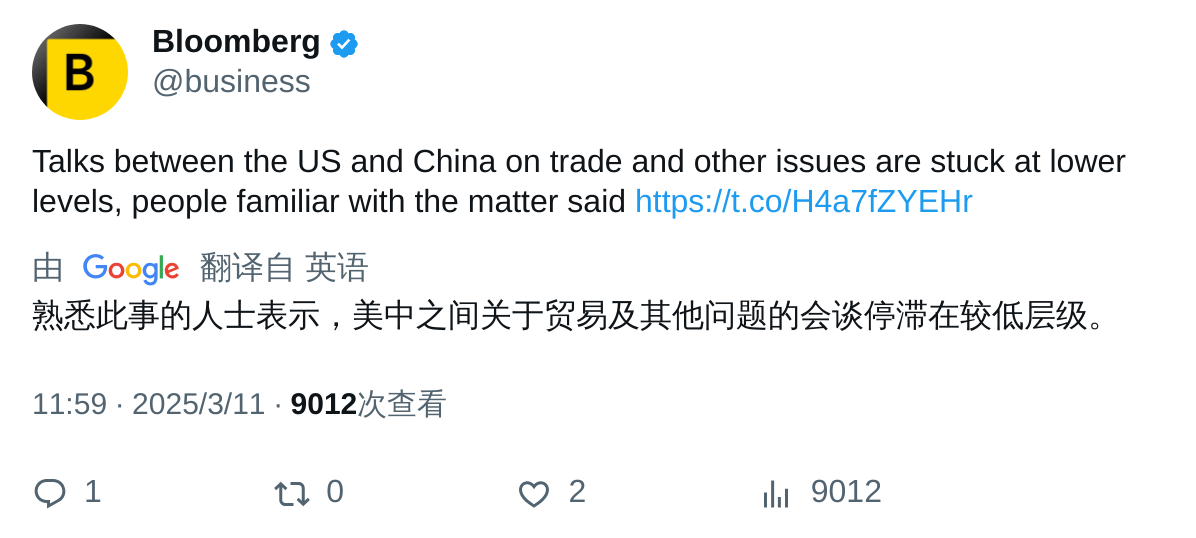 B
Bloomberg
@business
Talks between the US and China on trade and other issues are stuck at lower
levels, people familiar with the matter said https://t.co/H4a7fZYEHr
由 Google 翻译自 英语
熟悉此事的人士表示，美中之间关于贸易及其他问题的会谈停滞在较低层级。
11:59 · 2025/3/11 · 9012次查看
1 0 2 9012